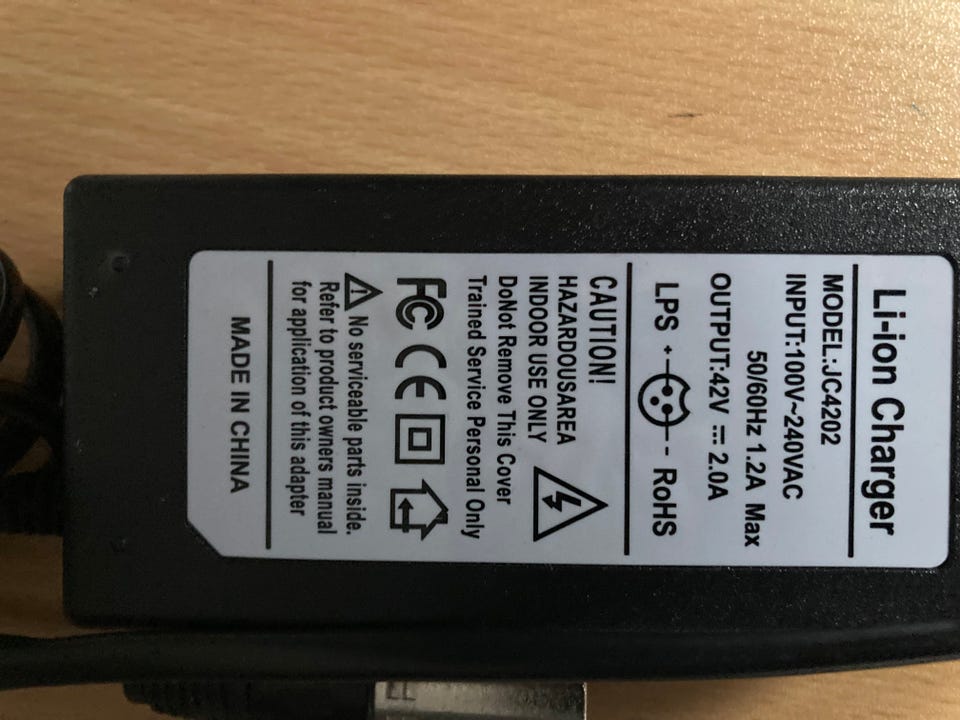 Li-ion Charger
MODEL:JC4202
INPUT:100V~240VAC
50/60Hz 1.2A Max
OUTPUT:42V ⎓ 2.0A
LPS + - RoHS
CAUTION!
HAZARDOUSAREA
INDOOR USE ONLY
DoNot Remove This Cover
Trained Service Personal Only
FC CE
⚠ No serviceable parts inside.
Refer to product owners manual
for application of this adapter
MADE IN CHINA